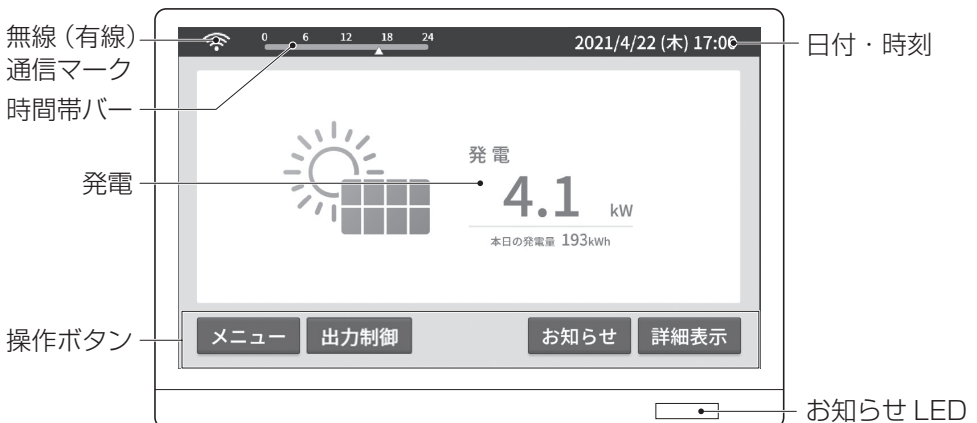 無線（有線）
通信マーク
時間帯バー
発電
操作ボタン
0 6 12 18 24
2021/4/22 (木) 17:00
発電
4.1 kW
本日の発電量 193kWh
メニュー 出力制御 お知らせ 詳細表示
日付・時刻
お知らせ LED